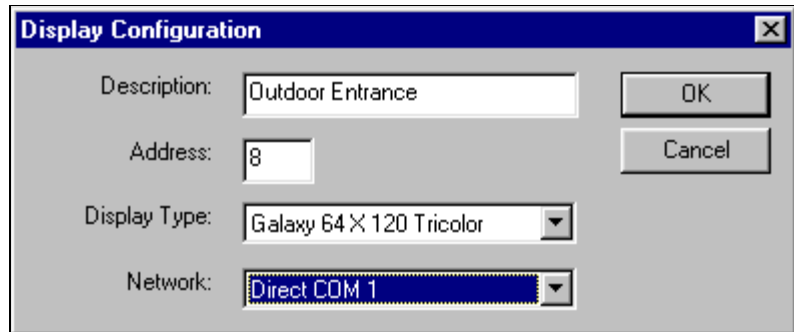 Display Configuration
Description: Outdoor Entrance OK
Address: 8 Cancel
Display Type: Galaxy 64 X 120 Tricolor
Network: Direct COM 1